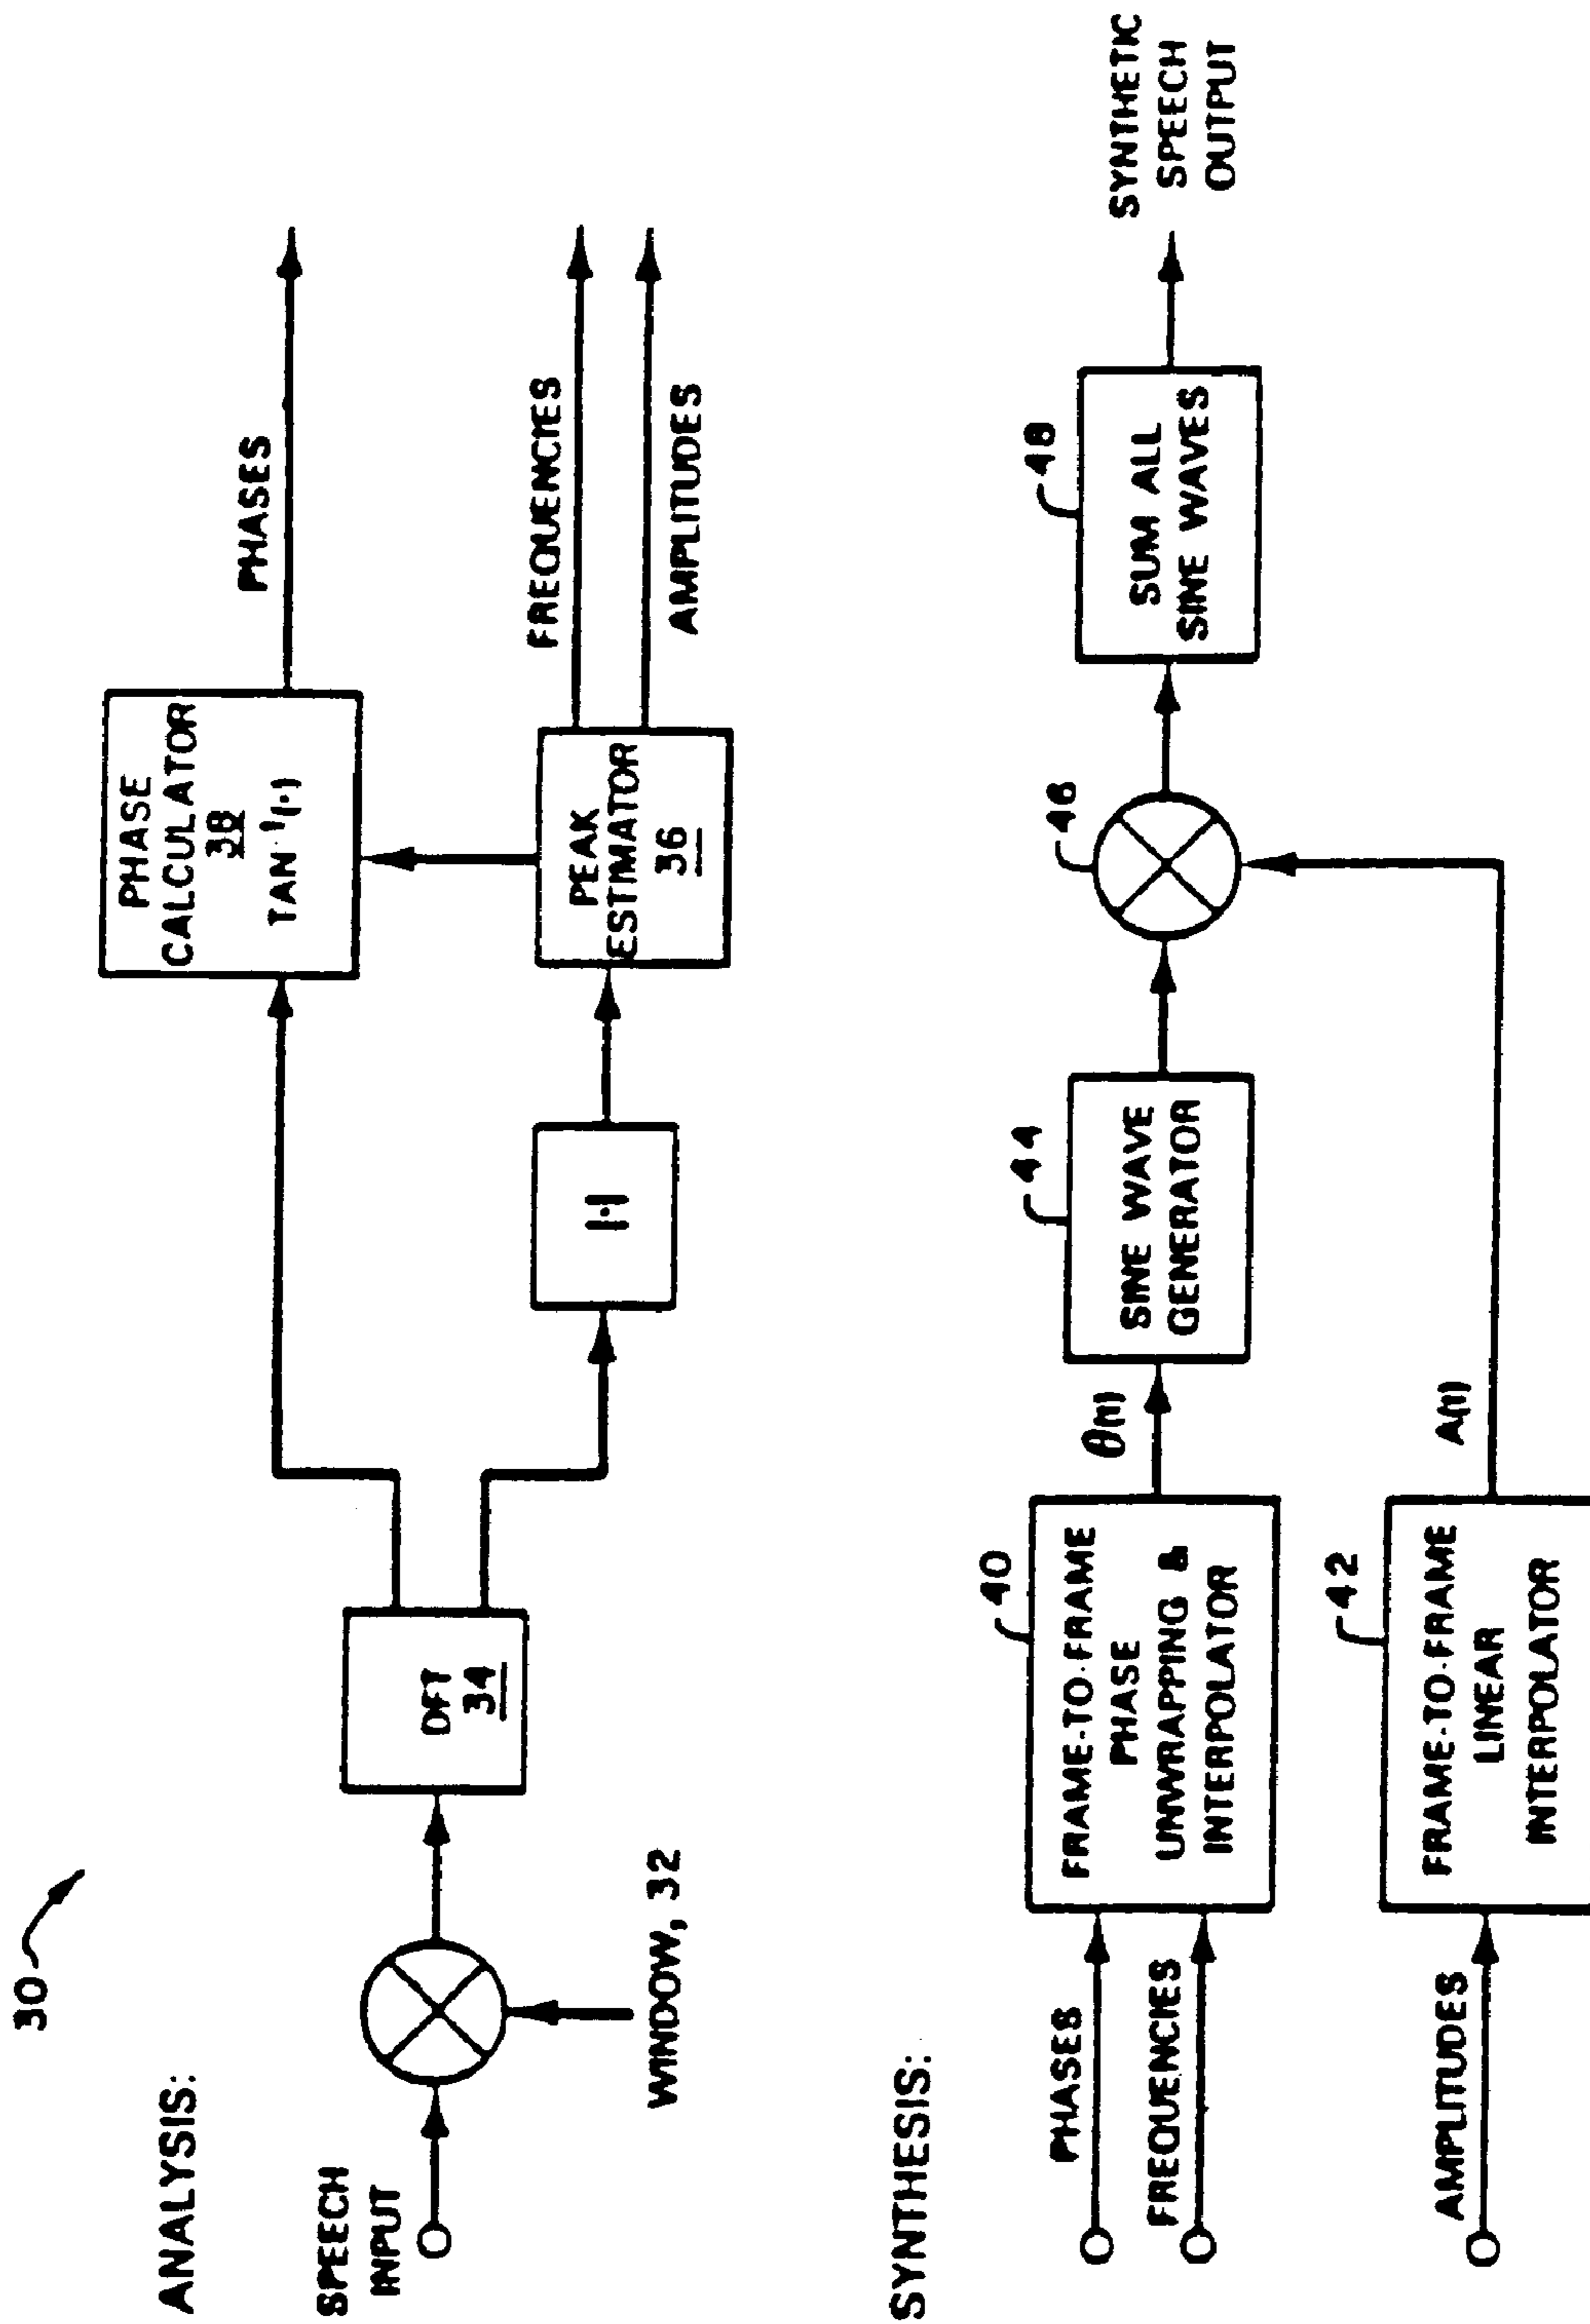 30
ANALYSIS:
SPEECH
INPUT
WINDOW, 32
DFT
34
|·|
PHASE
CALCULATOR
38
TAN⁻¹(·)
PEAK
ESTIMATOR
36
PHASES
FREQUENCIES
AMPLITUDES
SYNTHESIS:
PHASES
FREQUENCIES
AMPLITUDES
40
FRAME-TO-FRAME
PHASE
UNWRAPPING &
INTERPOLATOR
42
FRAME-TO-FRAME
LINEAR
INTERPOLATOR
θ(t)
A(t)
44
SINE WAVE
GENERATOR
46
48
SUM ALL
SINE WAVES
SYNTHETIC
SPEECH
OUTPUT